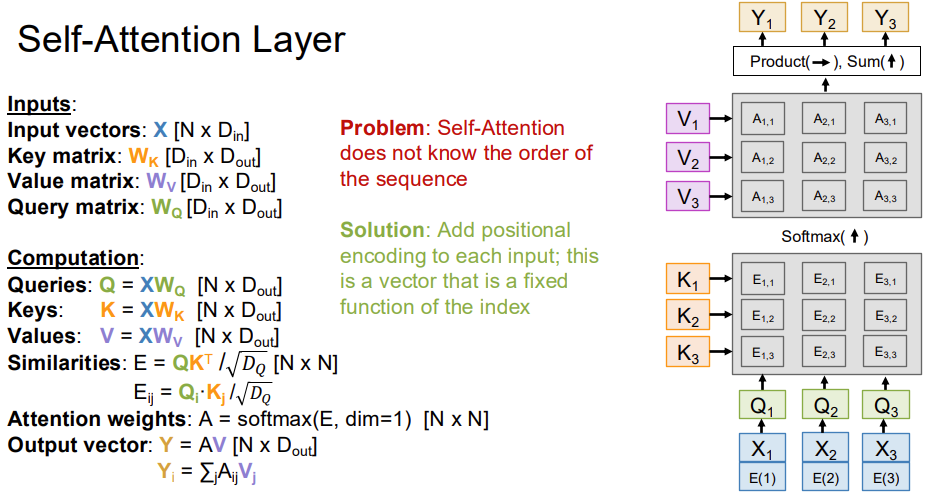 Self-Attention Layer
Inputs:
Input vectors: X [N x D_in]
Key matrix: W_K [D_in x D_out]
Value matrix: W_V [D_in x D_out]
Query matrix: W_Q [D_in x D_out]
Computation:
Queries: Q = XW_Q [N x D_out]
Keys: K = XW_K [N x D_out]
Values: V = XW_V [N x D_out]
Similarities: E = QK^T /√D_Q [N x N]
E_ij = Q_i·K_j /√D_Q
Attention weights: A = softmax(E, dim=1) [N x N]
Output vector: Y = AV [N x D_out]
Y_i = ∑_j A_ij V_j
Problem: Self-Attention
does not know the order of
the sequence
Solution: Add positional
encoding to each input; this
is a vector that is a fixed
function of the index
Y_1 Y_2 Y_3
Product(→), Sum(↑)
V_1 A_1,1 A_2,1 A_3,1
V_2 A_1,2 A_2,2 A_3,2
V_3 A_1,3 A_2,3 A_3,3
Softmax(↑)
K_1 E_1,1 E_2,1 E_3,1
K_2 E_1,2 E_2,2 E_3,2
K_3 E_1,3 E_2,3 E_3,3
Q_1 Q_2 Q_3
X_1 X_2 X_3
E(1) E(2) E(3)